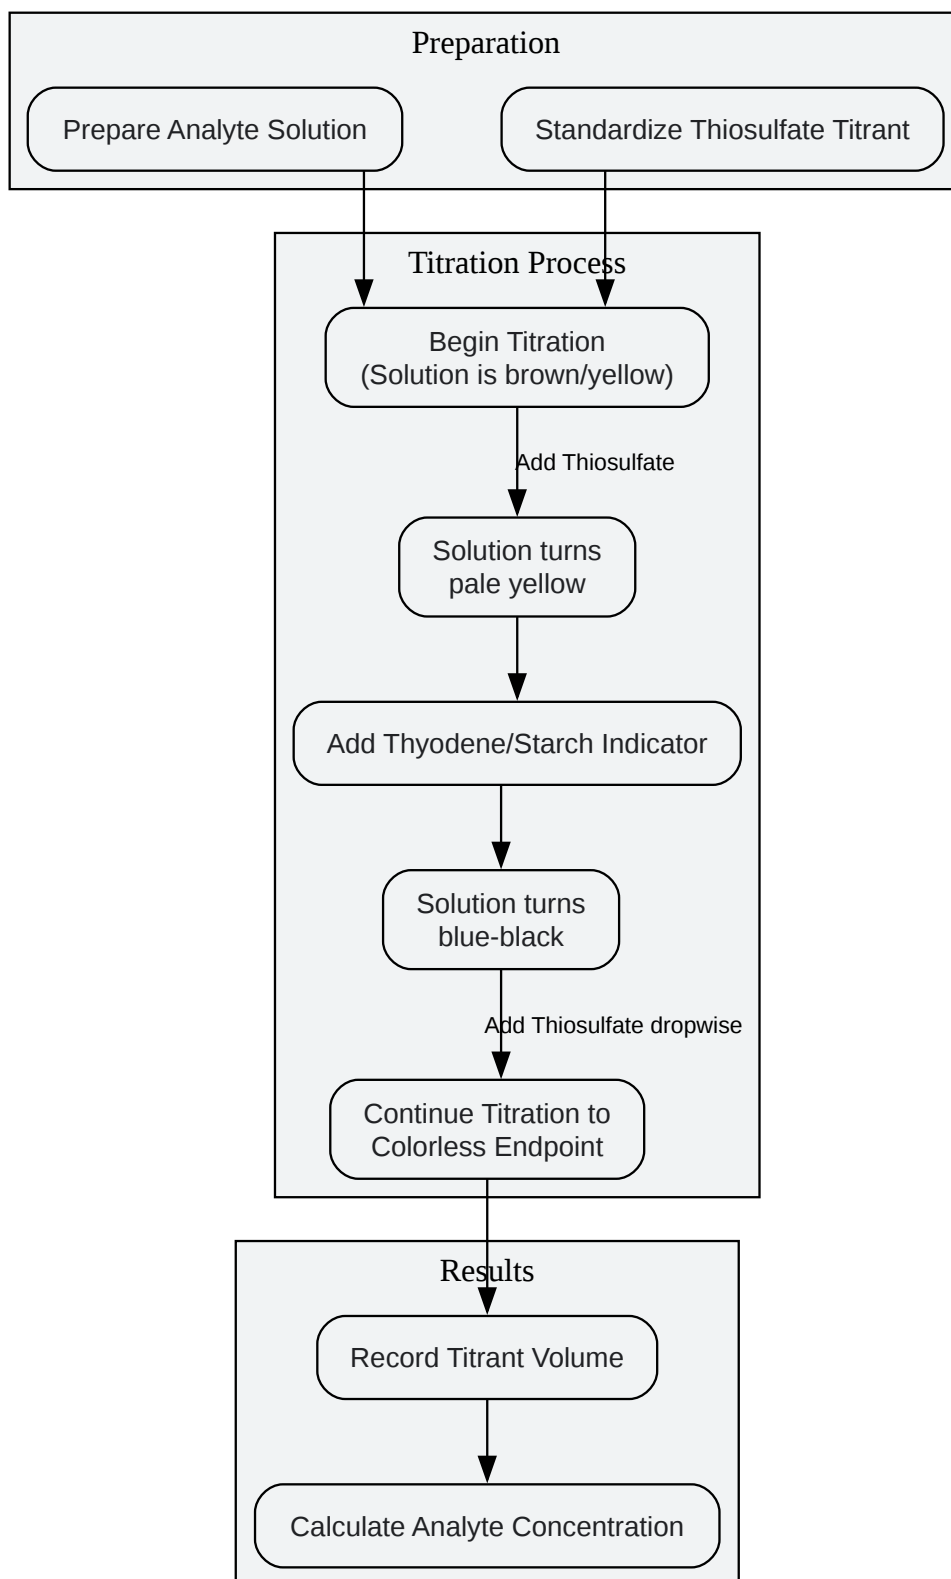 Preparation
Prepare Analyte Solution
Standardize Thiosulfate Titrant
Titration Process
Begin Titration
(Solution is brown/yellow)
Add Thiosulfate
Solution turns
pale yellow
Add Thyodene/Starch Indicator
Solution turns
blue-black
Add Thiosulfate dropwise
Continue Titration to
Colorless Endpoint
Results
Record Titrant Volume
Calculate Analyte Concentration